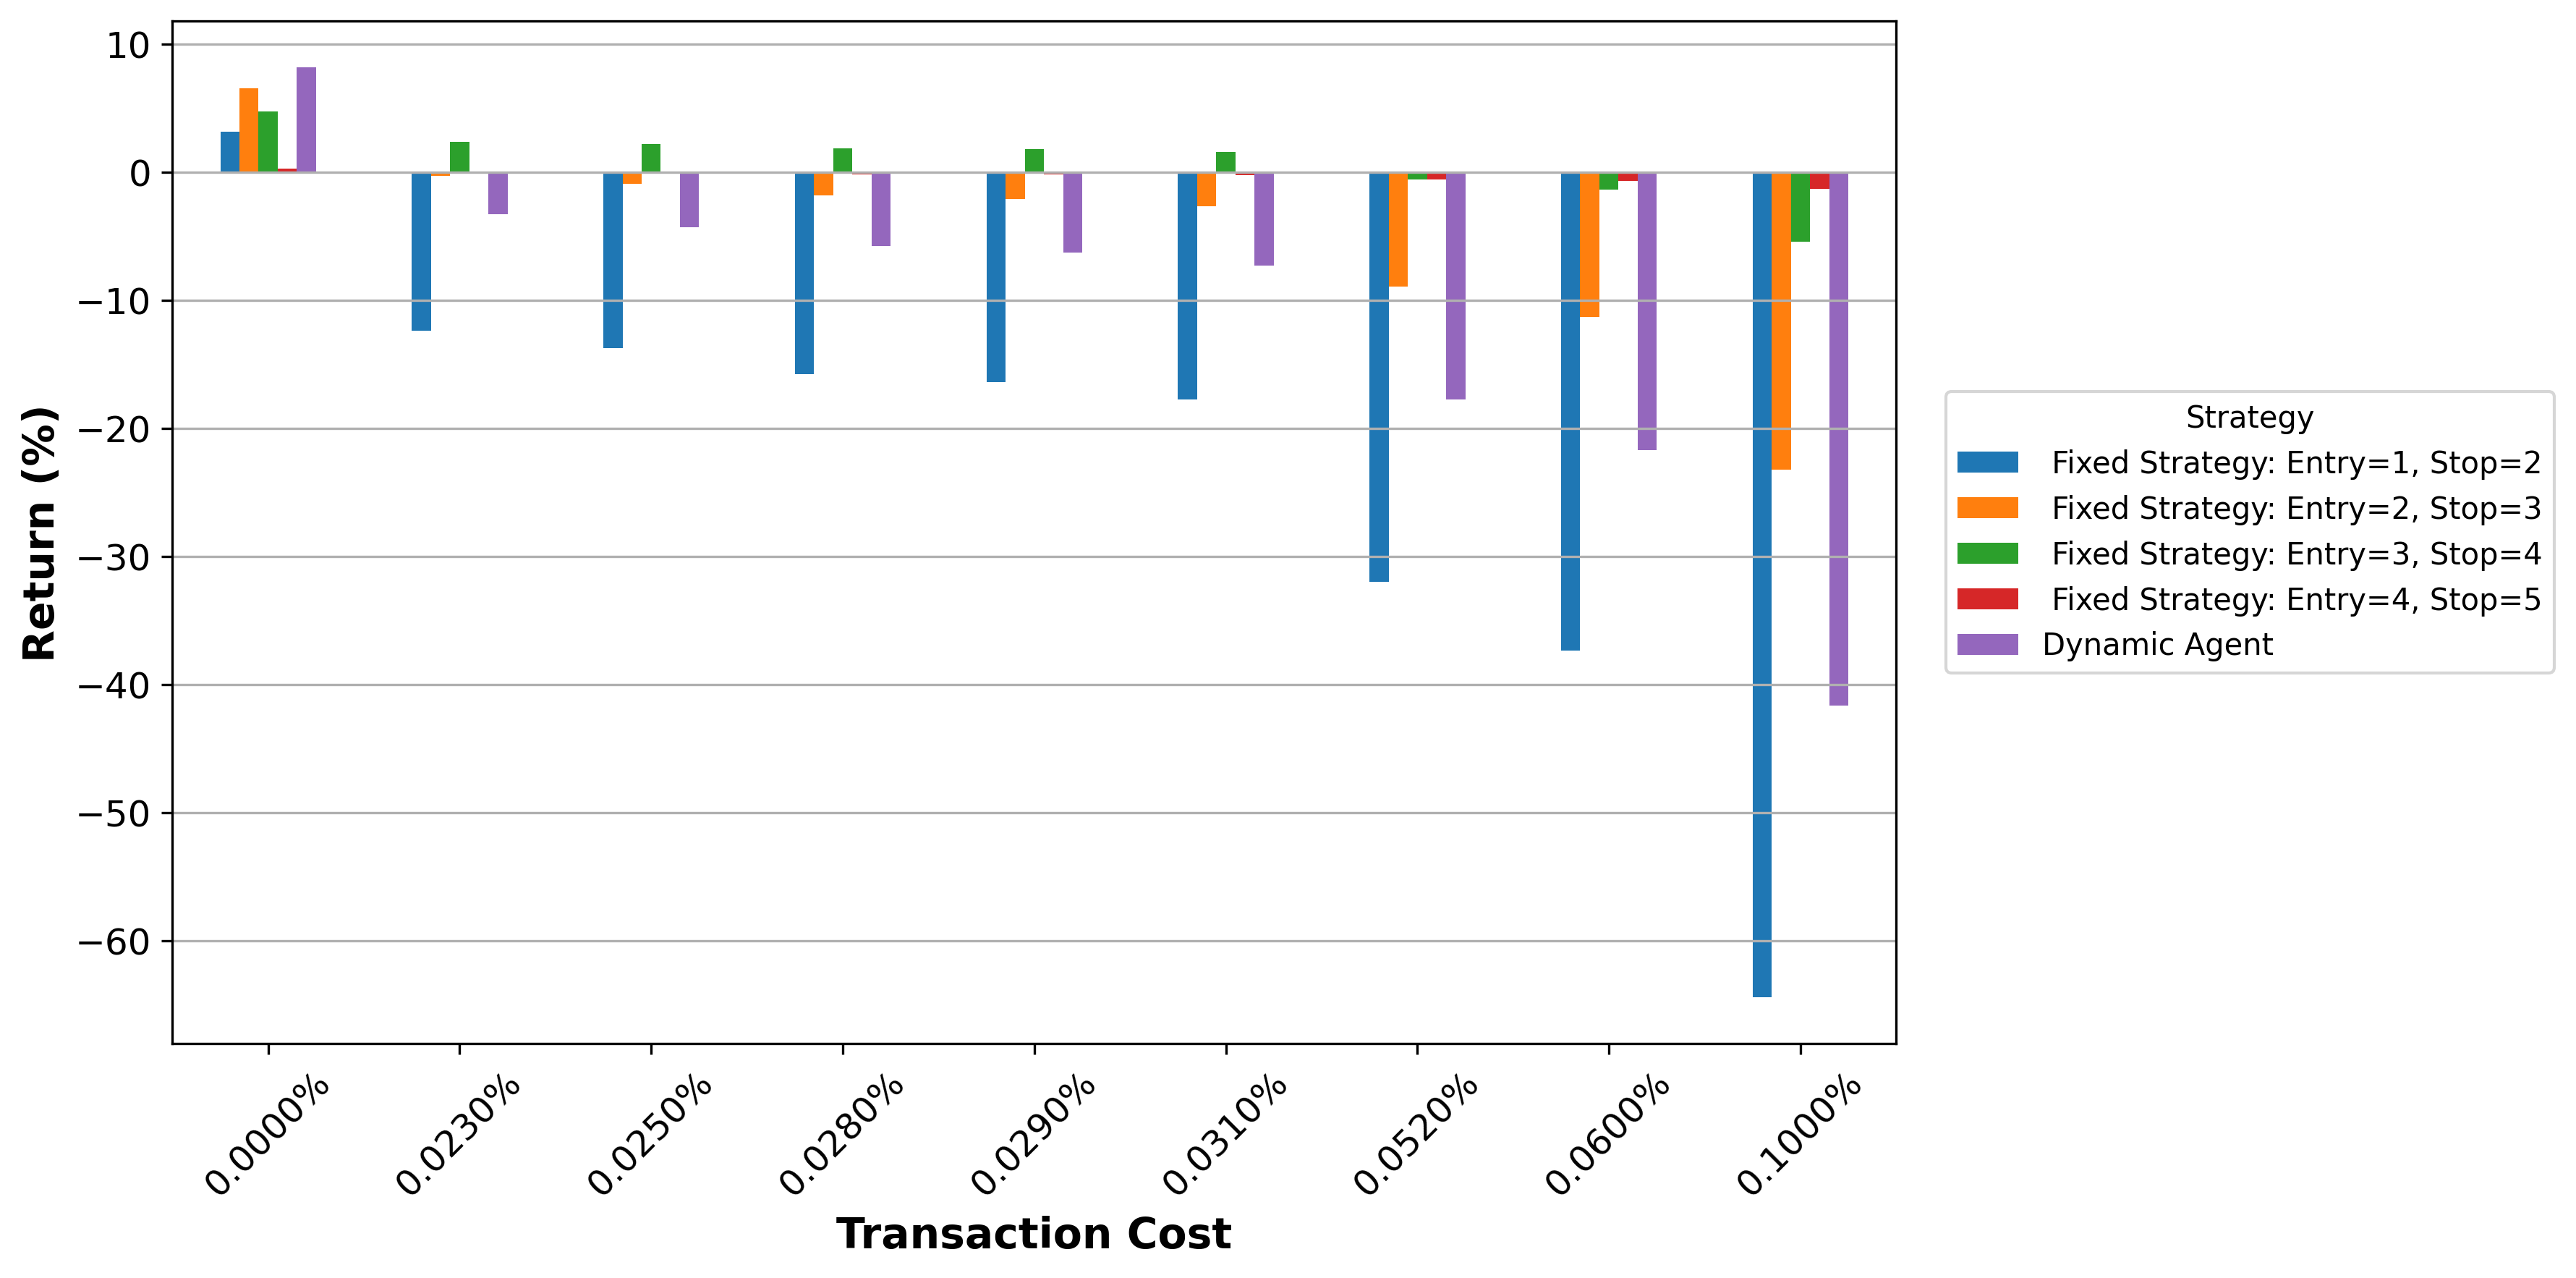 10
0
−10
−20
−30
−40
−50
−60
Return (%)
0.0000%
0.0230%
0.0250%
0.0280%
0.0290%
0.0310%
0.0520%
0.0600%
0.1000%
Transaction Cost
Strategy
Fixed Strategy: Entry=1, Stop=2
Fixed Strategy: Entry=2, Stop=3
Fixed Strategy: Entry=3, Stop=4
Fixed Strategy: Entry=4, Stop=5
Dynamic Agent